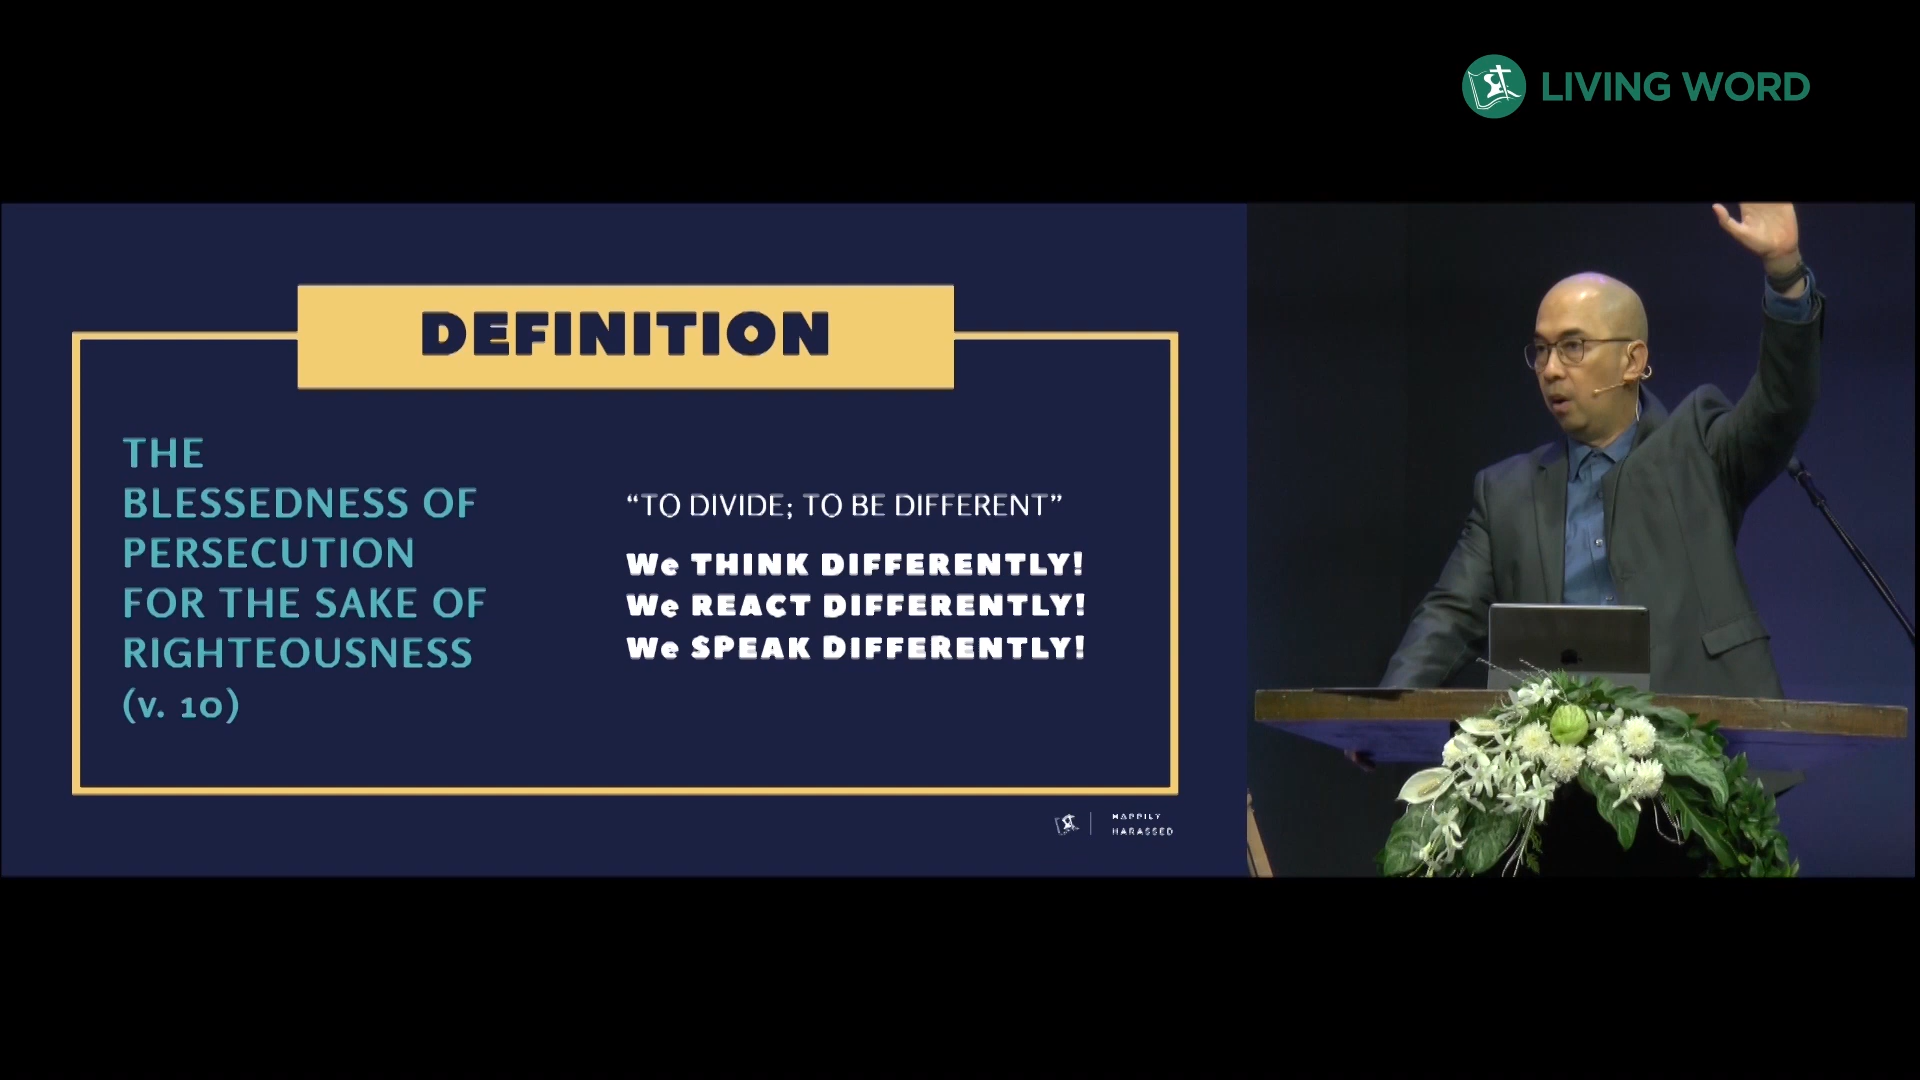 LIVING WORD
DEFINITION
THE
BLESSEDNESS OF
PERSECUTION
FOR THE SAKE OF
RIGHTEOUSNESS
(v. 10)
“TO DIVIDE; TO BE DIFFERENT”
We THINK DIFFERENTLY!
We REACT DIFFERENTLY!
We SPEAK DIFFERENTLY!
HAPPILY
HARASSED